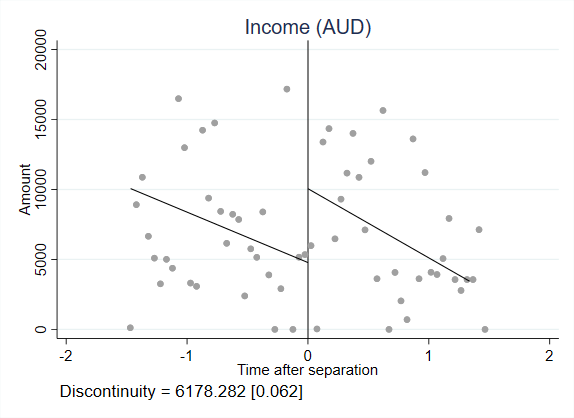 Income (AUD)
20000
15000
10000
5000
0
Amount
-2 -1 0 1 2
Time after separation
Discontinuity = 6178.282 [0.062]